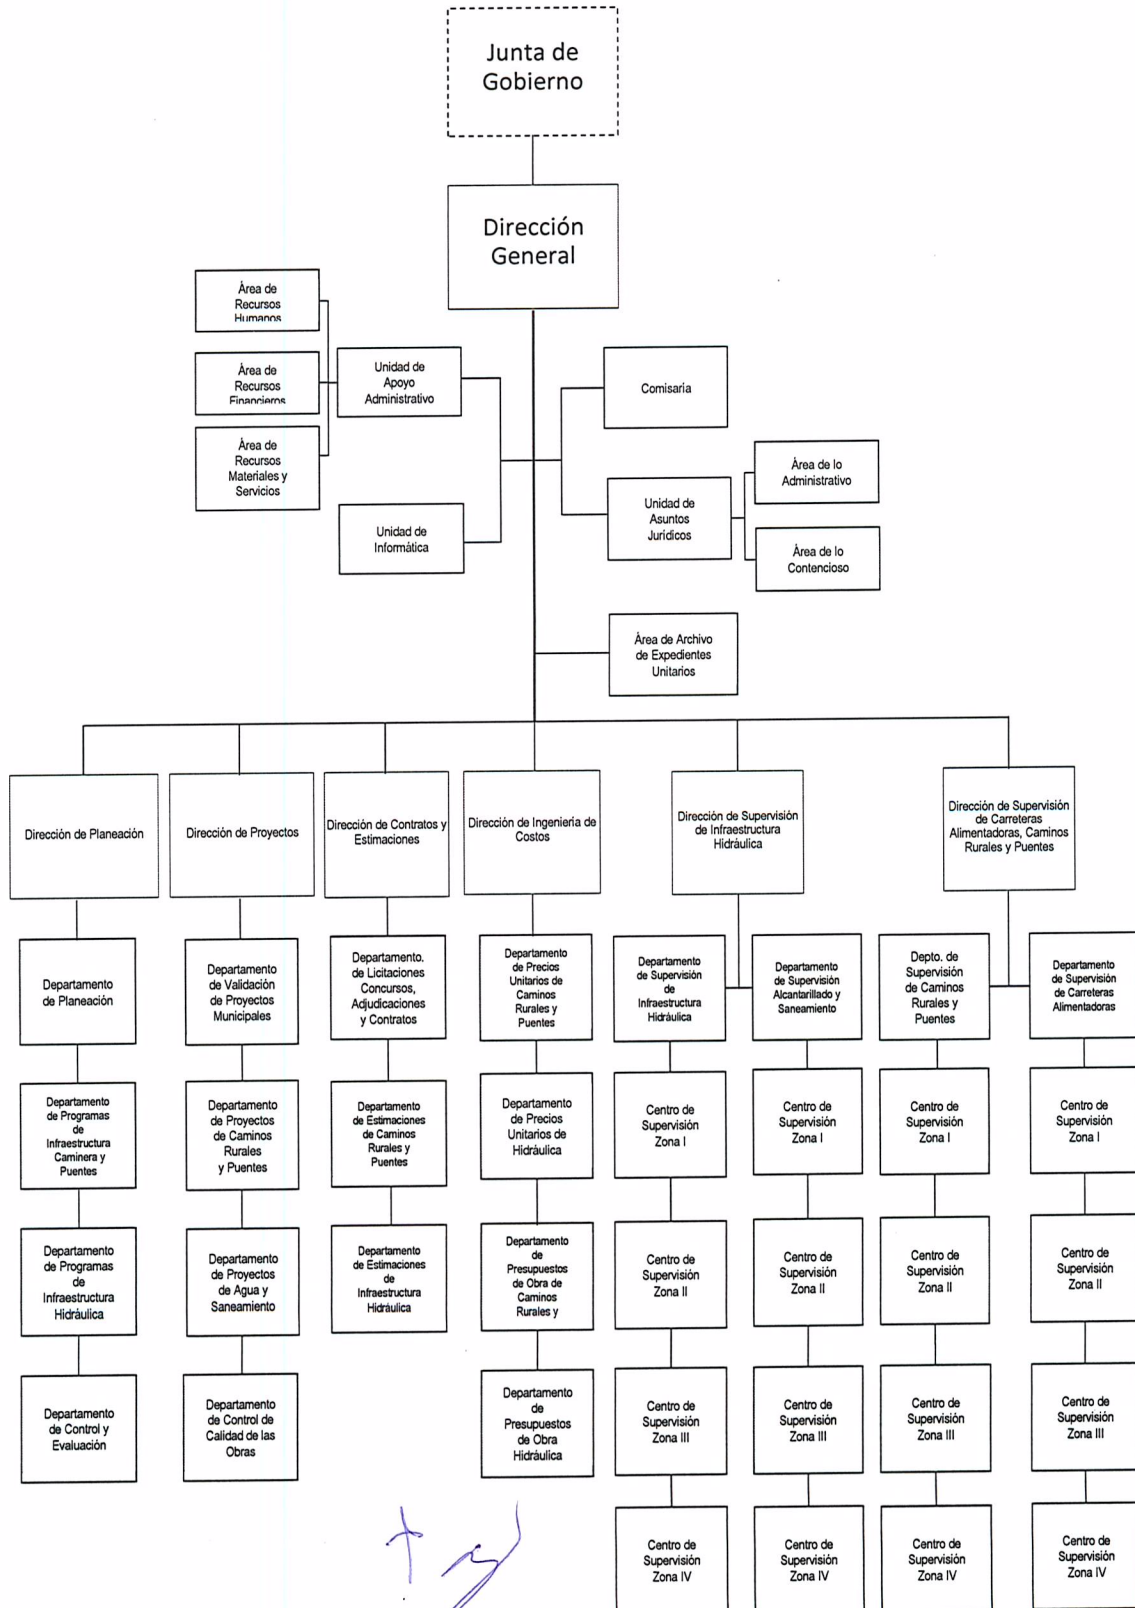 Junta de
Gobierno
Dirección
General
Área de
Recursos
Humanos
Área de
Recursos
Financieros
Área de
Recursos
Materiales y
Servicios
Unidad de
Apoyo
Administrativo
Unidad de
Informática
Comisaria
Unidad de
Asuntos
Juridicos
Área de lo
Administrativo
Área de lo
Contencioso
Área de Archivo
de Expedientes
Unitarios
Dirección de Planeación
Dirección de Proyectos
Dirección de Contratos y
Estimaciones
Dirección de Ingenieria de
Costos
Dirección de Supervisión
de Infraestructura
Hidráulica
Dirección de Supervisión
de Carreteras
Alimentadoras, Caminos
Rurales y Puentes
Departamento
de Planeación
Departamento
de Validación
de Proyectos
Municipales
Departamento.
de Licitaciones
Concursos,
Adjudicaciones
y Contratos
Departamento
de Precios
Unitarios de
Caminos
Rurales y
Puentes
Departamento
de Supervisión
de
Infraestructura
Hidráulica
Departamento
de Supervisión
Alcantarillado y
Saneamiento
Depto. de
Supervisión
de Caminos
Rurales y
Puentes
Departamento
de Supervisión
de Carreteras
Alimentadoras
Departamento
de Programas
de
Infraestructura
Caminera y
Puentes
Departamento
de Proyectos
de Caminos
Rurales
y Puentes
Departamento
de Estimaciones
de Caminos
Rurales y
Puentes
Departamento
de Precios
Unitarios de
Hidráulica
Centro de
Supervisión
Zona I
Centro de
Supervisión
Zona I
Centro de
Supervisión
Zona I
Centro de
Supervisión
Zona I
Departamento
de Programas
de
Infraestructura
Hidráulica
Departamento
de Proyectos
de Agua y
Saneamiento
Departamento
de Estimaciones
de
Infraestructura
Hidráulica
Departamento
de
Presupuestos
de Obra de
Caminos
Rurales y
Centro de
Supervisión
Zona II
Centro de
Supervisión
Zona II
Centro de
Supervisión
Zona II
Centro de
Supervisión
Zona II
Departamento
de Control y
Evaluación
Departamento
de Control de
Calidad de las
Obras
Departamento
de
Presupuestos
de Obra
Hidráulica
Centro de
Supervisión
Zona III
Centro de
Supervisión
Zona III
Centro de
Supervisión
Zona III
Centro de
Supervisión
Zona III
Centro de
Supervisión
Zona IV
Centro de
Supervisión
Zona IV
Centro de
Supervisión
Zona IV
Centro de
Supervisión
Zona IV